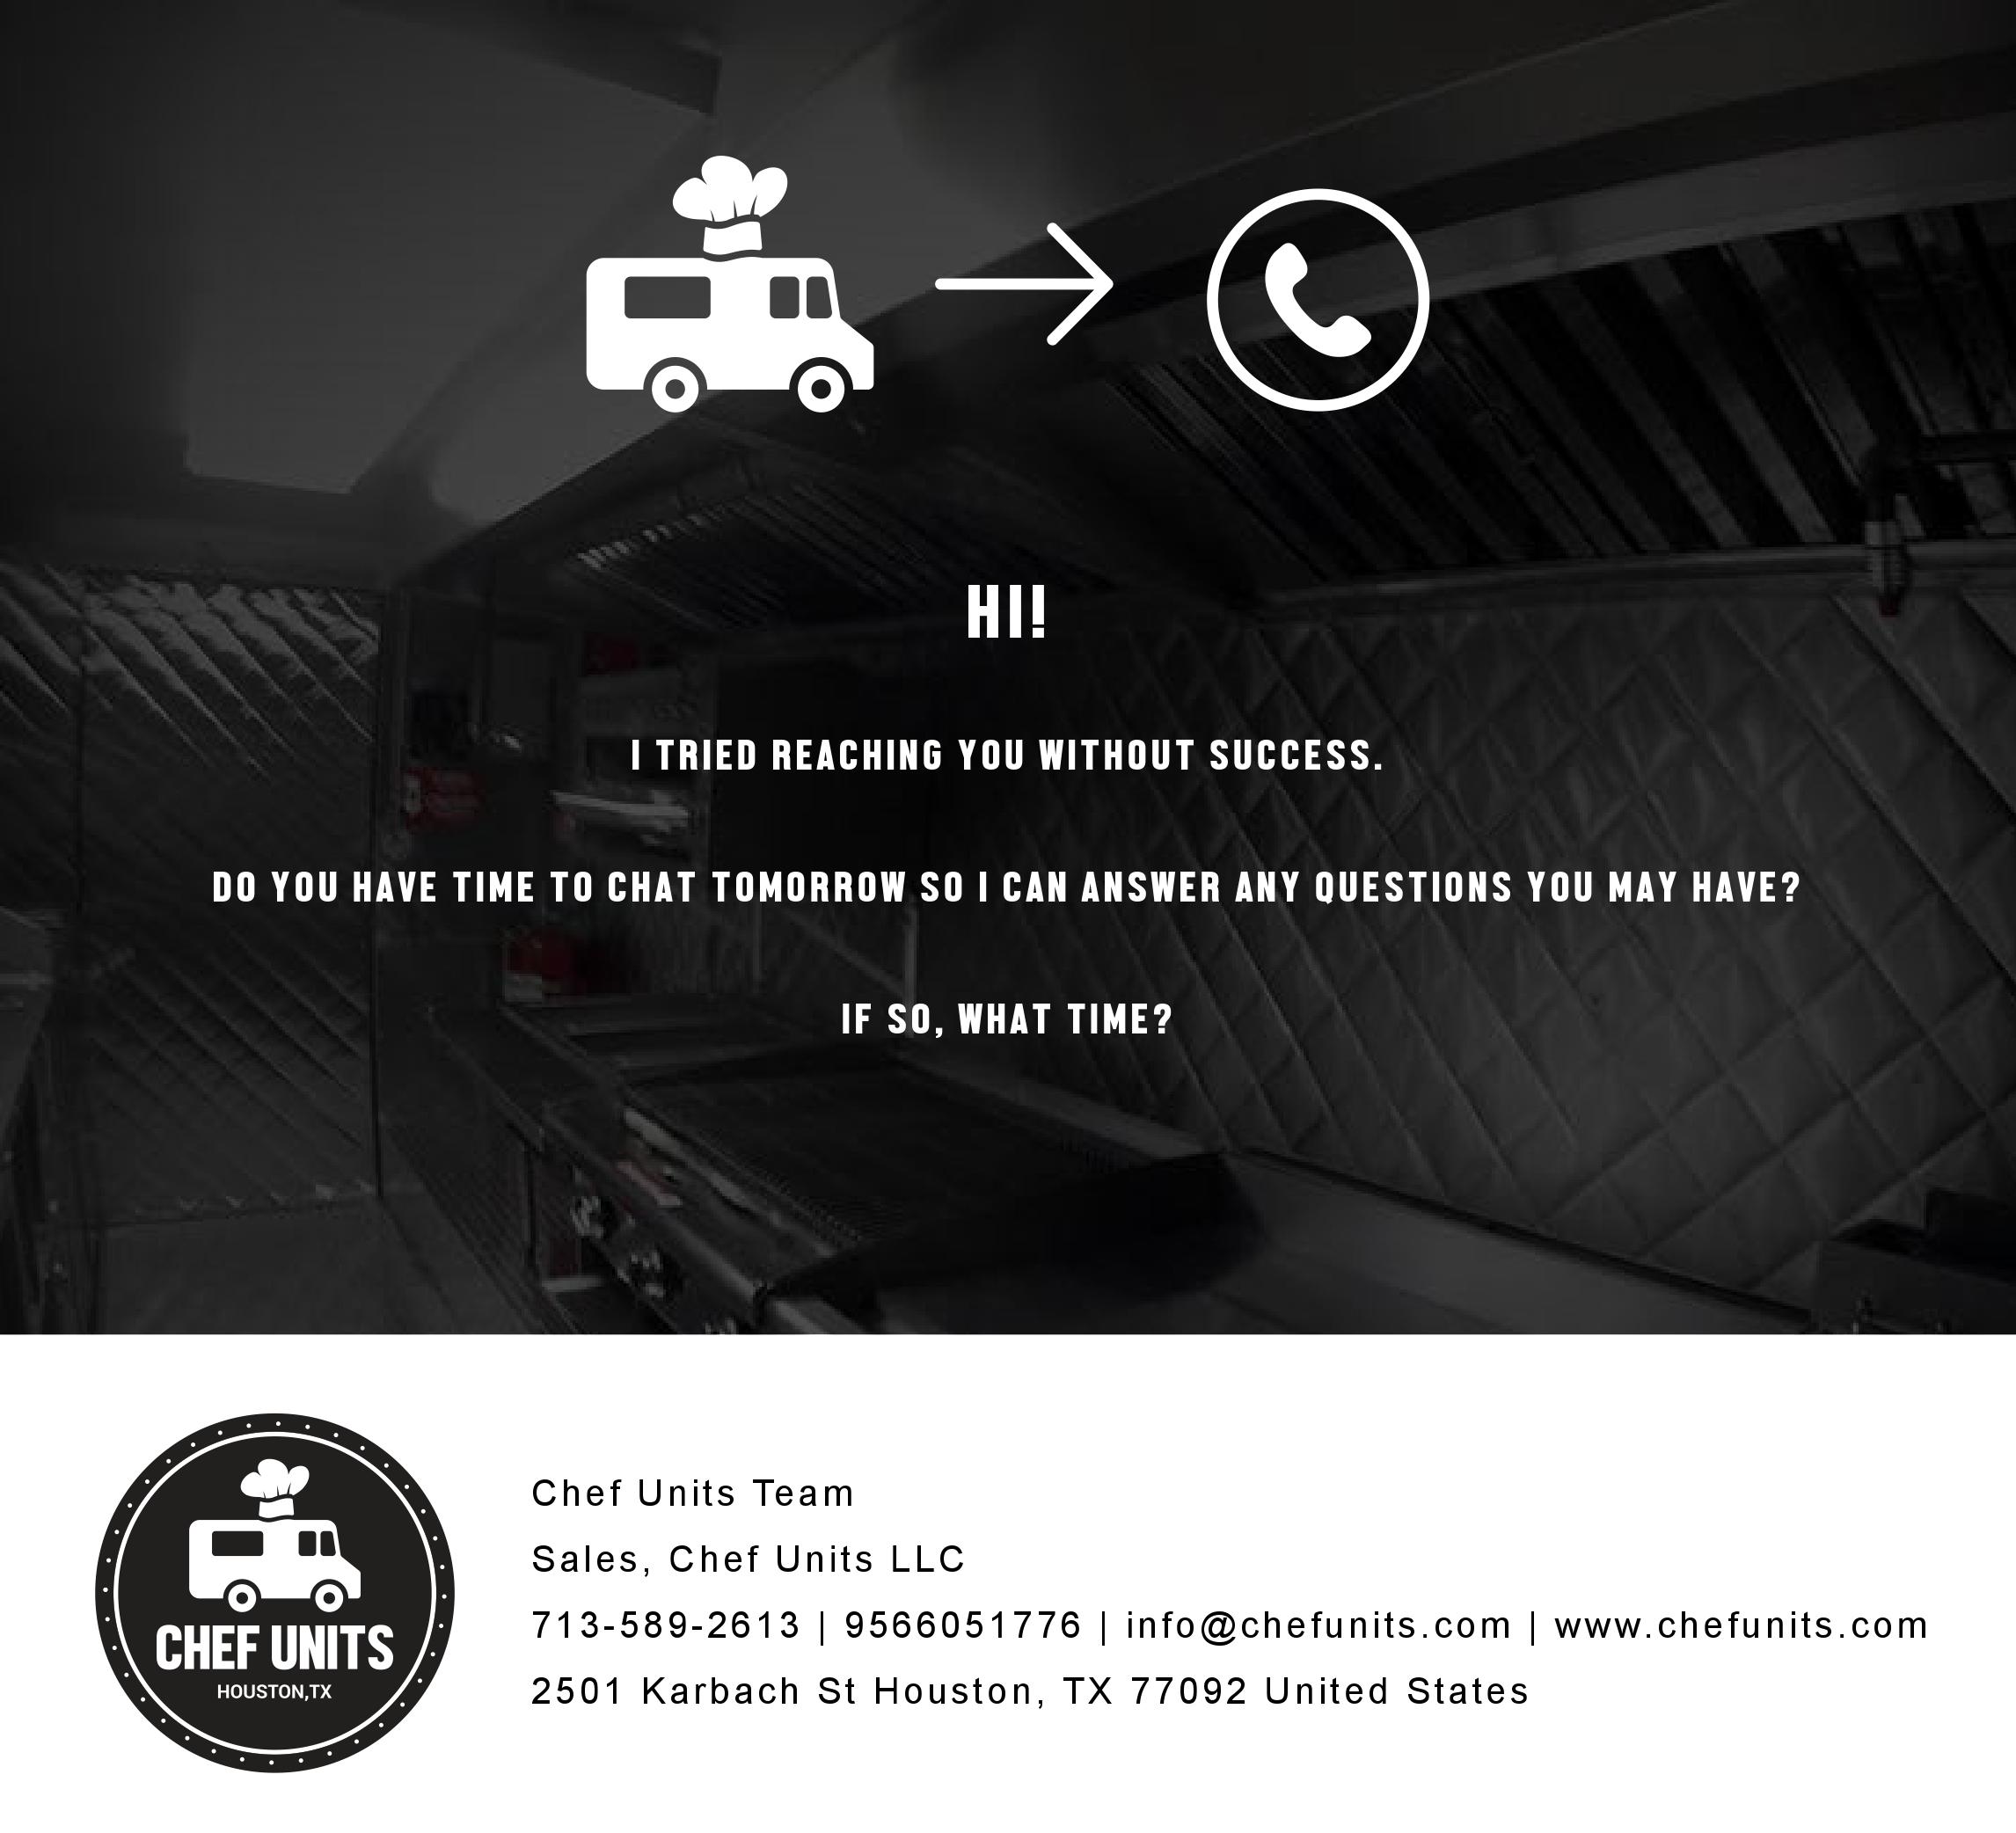 HI!
I TRIED REACHING YOU WITHOUT SUCCESS.
DO YOU HAVE TIME TO CHAT TOMORROW SO I CAN ANSWER ANY QUESTIONS YOU MAY HAVE?
IF SO, WHAT TIME?
CHEF UNITS
HOUSTON,TX
Chef Units Team
Sales, Chef Units LLC
713-589-2613 | 9566051776 | info@chefunits.com | www.chefunits.com
2501 Karbach St Houston, TX 77092 United States